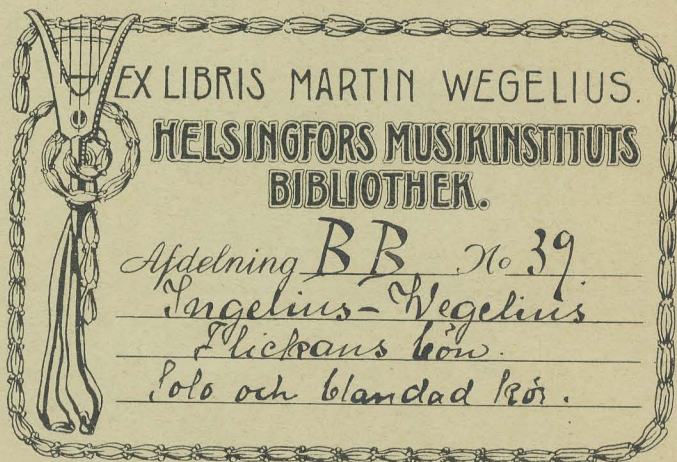 EX LIBRIS MARTIN WEGELIUS.
HELSINGFORS MUSIKINSTITUTS
BIBLIOTHEK.
Afdelning BB No 39
Ingelius-Wegelius
Flickans bön.
Solo och blandad kör.